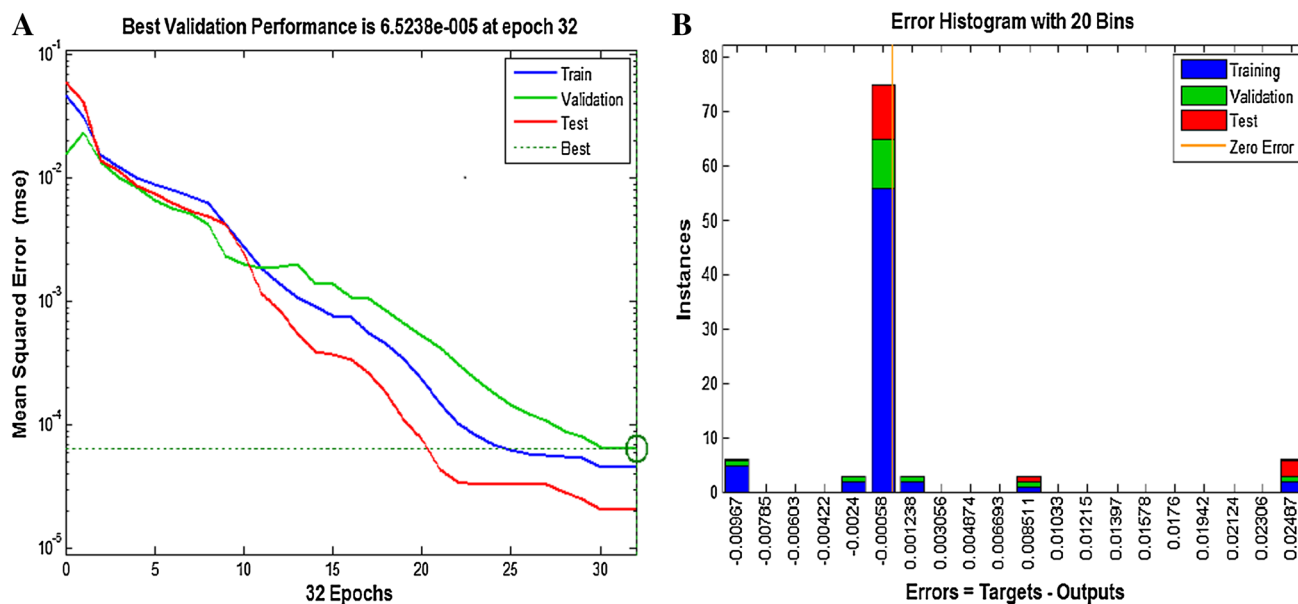 A
Best Validation Performance is 6.5238e-005 at epoch 32
Mean Squared Error (mse)
10^-1
10^-2
10^-3
10^-4
10^-5
Train
Validation
Test
Best
0 5 10 15 20 25 30
32 Epochs
B
Error Histogram with 20 Bins
Instances
80
70
60
50
40
30
20
10
0
Training
Validation
Test
Zero Error
-0.00967
-0.00785
-0.00603
-0.00422
-0.0024
-0.00058
0.001238
0.003056
0.004874
0.006693
0.008511
0.01033
0.01215
0.01397
0.01578
0.0176
0.01942
0.02124
0.02306
0.02487
Errors = Targets - Outputs